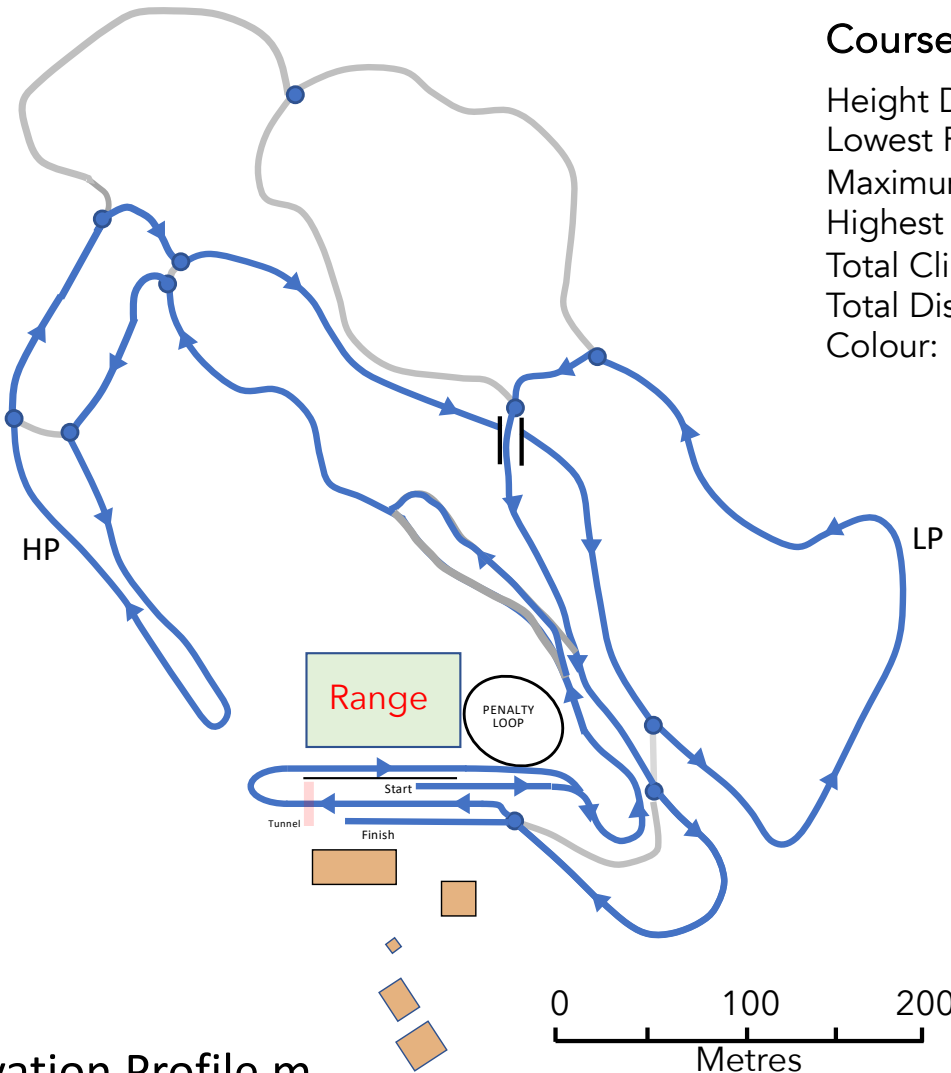 Course
Height D
Lowest P
Maximu
Highest
Total Cli
Total Dis
Colour:
HP
LP
Range
PENALTY
LOOP
Start
Tunnel
Finish
0 100 200
Metres
vation Profile m